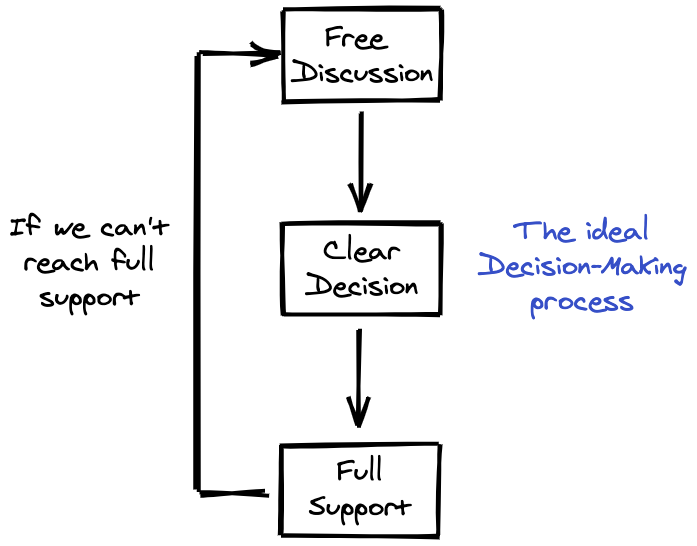 Free
Discussion
If we can't
reach full
support
Clear
Decision
The ideal
Decision-Making
process
Full
Support